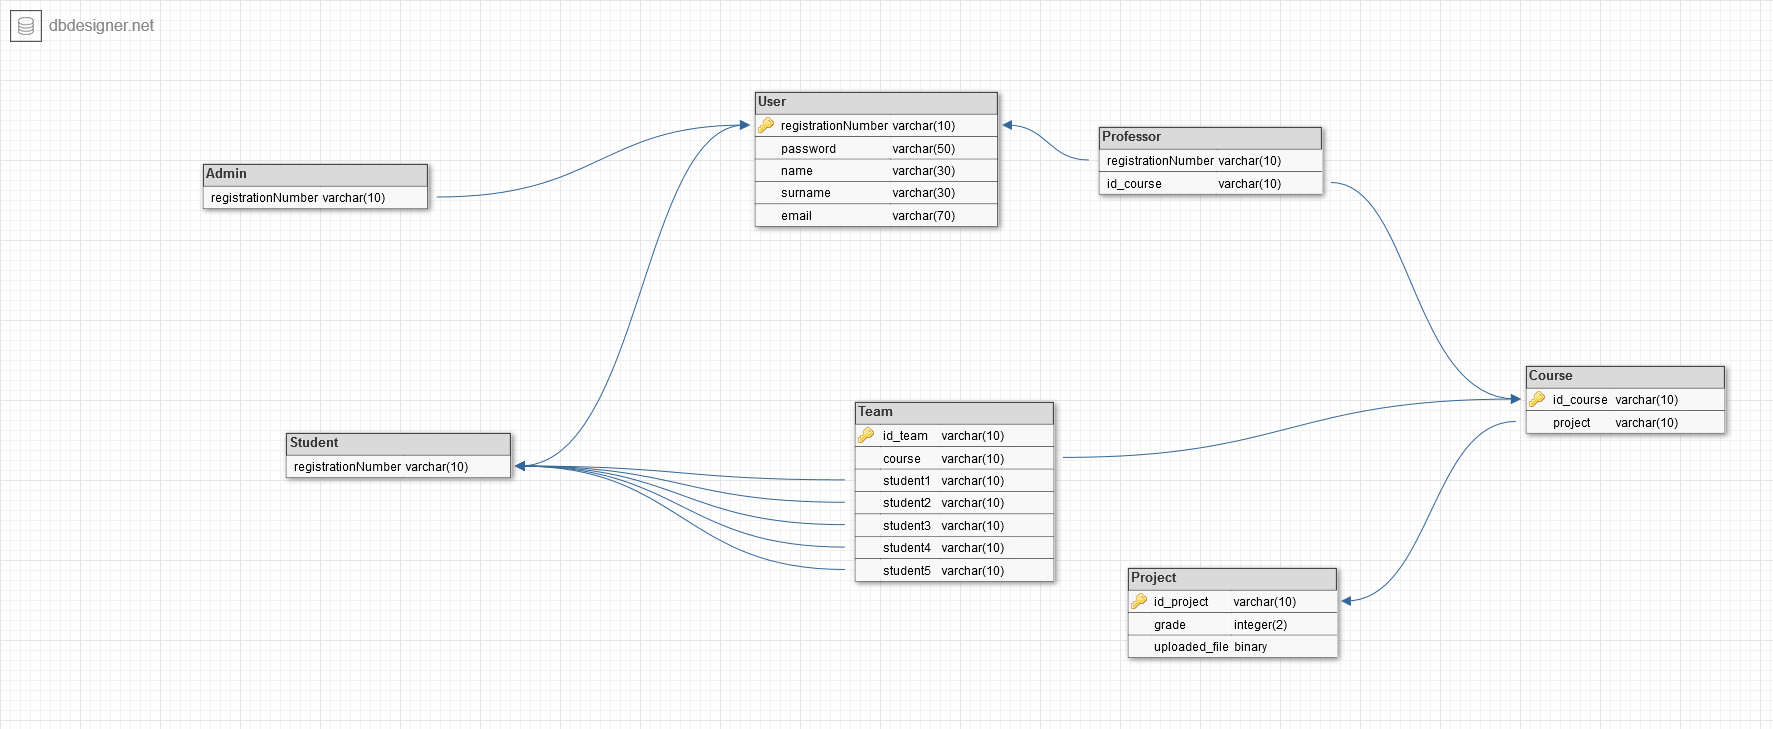 dbdesigner.net
User
registrationNumber varchar(10)
password varchar(50)
name varchar(30)
surname varchar(30)
email varchar(70)
Professor
registrationNumber varchar(10)
id_course varchar(10)
Admin
registrationNumber varchar(10)
Course
id_course varchar(10)
project varchar(10)
Team
id_team varchar(10)
course varchar(10)
student1 varchar(10)
student2 varchar(10)
student3 varchar(10)
student4 varchar(10)
student5 varchar(10)
Student
registrationNumber varchar(10)
Project
id_project varchar(10)
grade integer(2)
uploaded_file binary